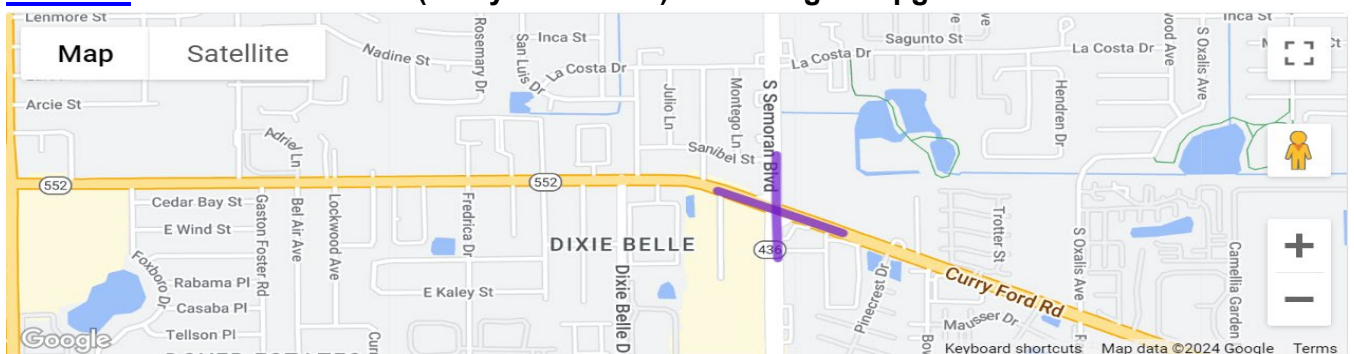 Lenmore St
Map
Satellite
Arcie St
Nadine St
Adriel Ln
Rosemary Dr
San Luis Dr
Inca St
La Costa Dr
Julio Ln
Montego Ln
Sanibel St
S Semoran Blvd
La Costa Dr
Sagunto St
La Costa Dr
Hendren Dr
S Oxalis Ave
Inca St
552
552
436
Cedar Bay St
E Wind St
Foxboro Dr
Rabama Pl
Casaba Pl
Tellson Pl
Gaston Foster Rd
Bel Air Ave
Lockwood Ave
Fredrica Dr
E Kaley St
DIXIE BELLE
Dixie Belle D
Pinecrest Dr
Curry Ford Rd
Mausser Dr
Trotter St
S Oxalis Ave
Camellia Garden
Google
Keyboard shortcuts
Map data ©2024 Google
Terms